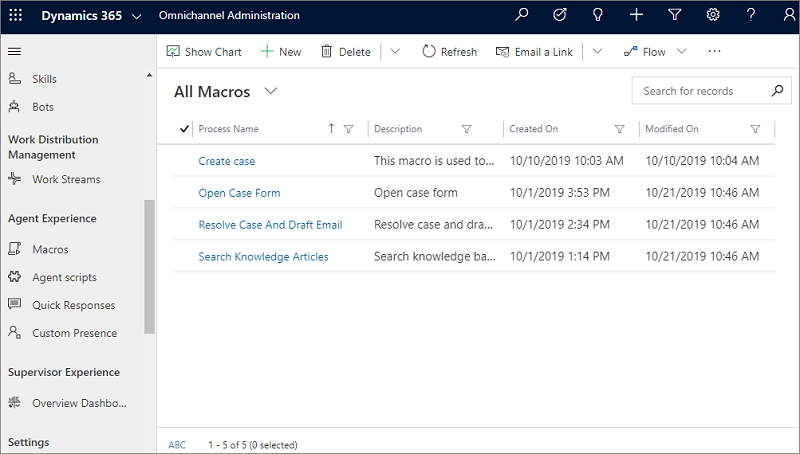 Dynamics 365 Omnichannel Administration
Show Chart New Delete Refresh Email a Link Flow
Skills
Bots
Work Distribution
Management
Work Streams
Agent Experience
Macros
Agent scripts
Quick Responses
Custom Presence
Supervisor Experience
Overview Dashbo...
Settings
All Macros
Search for records
Process Name Description Created On Modified On
Create case This macro is used to... 10/10/2019 10:03 AM 10/10/2019 10:04 AM
Open Case Form Open case form 10/1/2019 3:53 PM 10/21/2019 10:46 AM
Resolve Case And Draft Email Resolve case and dra... 10/1/2019 2:34 PM 10/21/2019 10:46 AM
Search Knowledge Articles Search knowledge ba... 10/1/2019 1:14 PM 10/21/2019 10:46 AM
ABC 1 - 5 of 5 (0 selected)